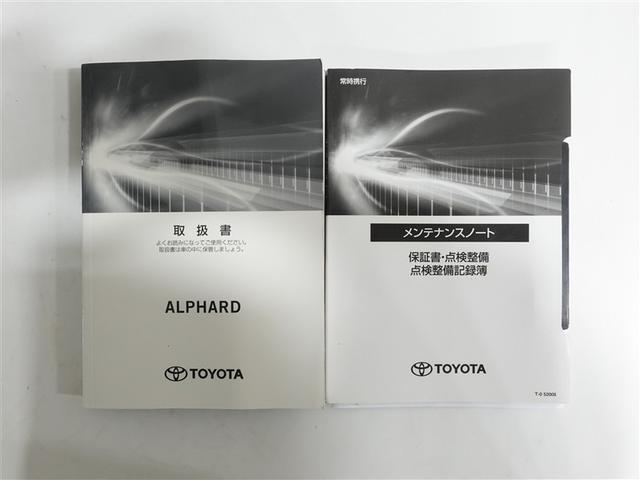 取扱書
よくお読みになってご使用ください。
取扱書は車の中に保管しましょう。
ALPHARD
TOYOTA
常時携行
メンテナンスノート
保証書・点検整備
点検整備記録簿
TOYOTA